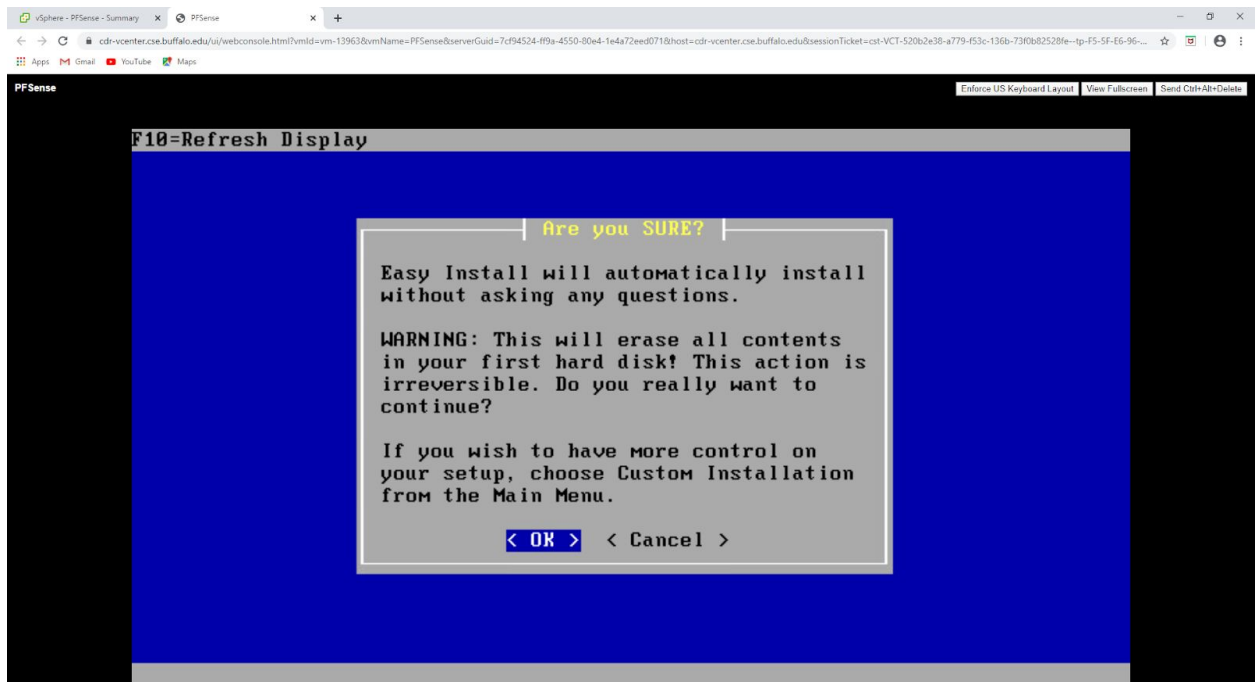 vSphere - PFSense - Summary
PFSense
cdr-vcenter.cse.buffalo.edu/ui/webconsole.html?vmId=vm-13963&vmName=PFSense&serverGuid=7cf94524-ff9a-4550-80e4-1e4a72eed071&host=cdr-vcenter.cse.buffalo.edu&sessionTicket=cst-VCT-520b2e38-a779-f53c-136b-73f0b82528fe--tp-F5-5F-E6-96-...
Apps Gmail YouTube Maps
PFSense
Enforce US Keyboard Layout View Fullscreen Send Ctrl+Alt+Delete
F10=Refresh Display
Are you SURE?
Easy Install will automatically install
without asking any questions.
WARNING: This will erase all contents
in your first hard disk! This action is
irreversible. Do you really want to
continue?
If you wish to have more control on
your setup, choose Custom Installation
from the Main Menu.
< OK > < Cancel >